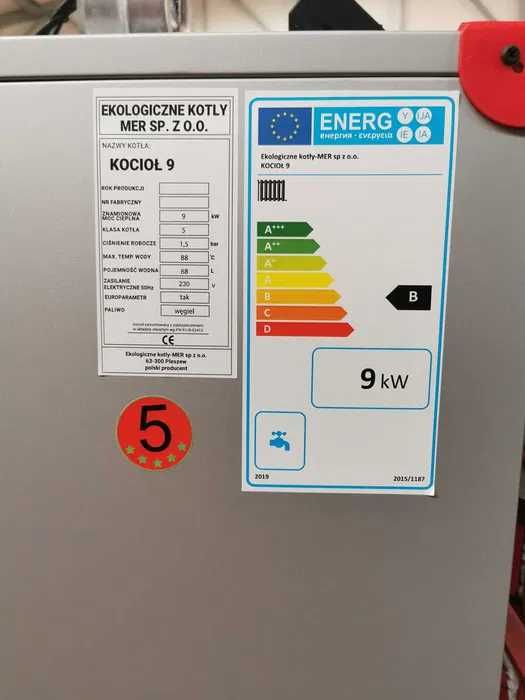 EKOLOGICZNE KOTŁY
MER SP. Z O.O.
NAZWY KOTŁA:
KOCIOŁ 9
ROK PRODUKCJI
NR FABRYCZNY
ZNAMIONOWA MOC CIEPLNA 9 kW
KLASA KOTŁA 5
CIŚNIENIE ROBOCZE 1,5 bar
MAX. TEMP WODY 88 °C
POJEMNOŚĆ WODNA 68 L
ZASILANIE ELEKTRYCZNE 50Hz 230 V
EUROPARAMETR tak
PALIWO węgiel
CE
Ekologiczne kotły-MER sp z o.o.
63-300 Pleszew
polski producent
5
ENERG Y IJA
енергия · ενεργεια IE IA
Ekologiczne kotły-MER sp z o.o.
KOCIOŁ 9
A+++
A++
A+
A
B
C
D
B
9 kW
2019
2015/1187